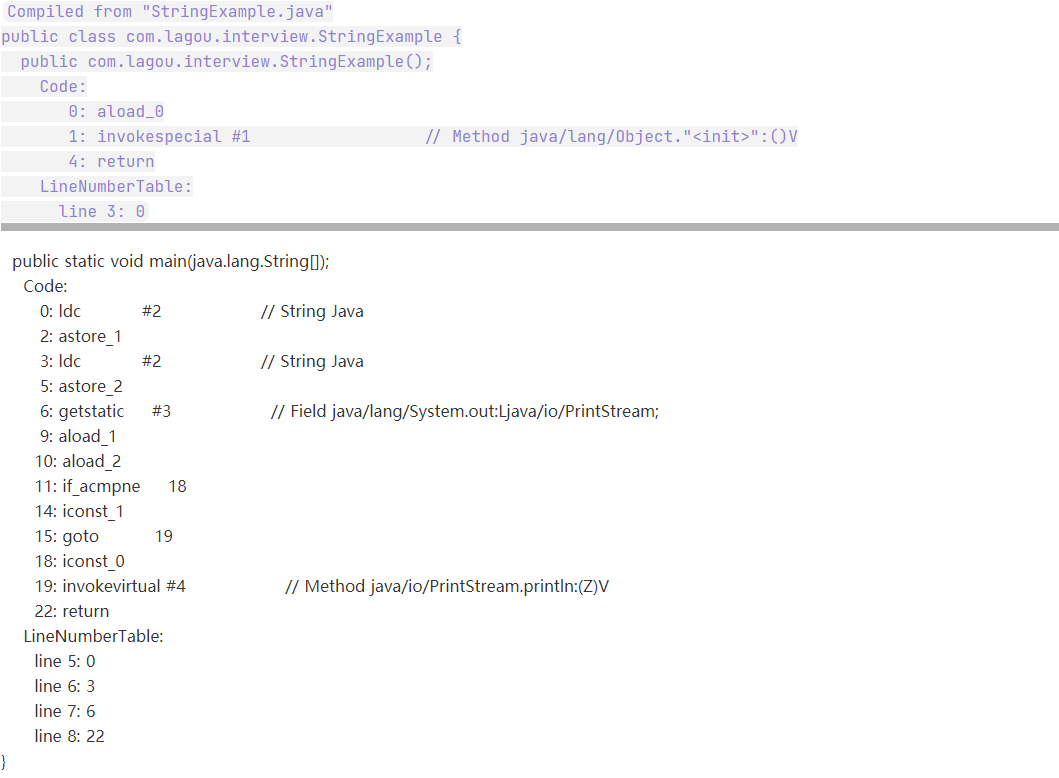 Compiled from "StringExample.java"
public class com.lagou.interview.StringExample {
  public com.lagou.interview.StringExample();
    Code:
       0: aload_0
       1: invokespecial #1                  // Method java/lang/Object."<init>":()V
       4: return
    LineNumberTable:
      line 3: 0
  public static void main(java.lang.String[]);
    Code:
       0: ldc           #2                  // String Java
       2: astore_1
       3: ldc           #2                  // String Java
       5: astore_2
       6: getstatic     #3                  // Field java/lang/System.out:Ljava/io/PrintStream;
       9: aload_1
      10: aload_2
      11: if_acmpne     18
      14: iconst_1
      15: goto          19
      18: iconst_0
      19: invokevirtual #4                  // Method java/io/PrintStream.println:(Z)V
      22: return
    LineNumberTable:
      line 5: 0
      line 6: 3
      line 7: 6
      line 8: 22
}